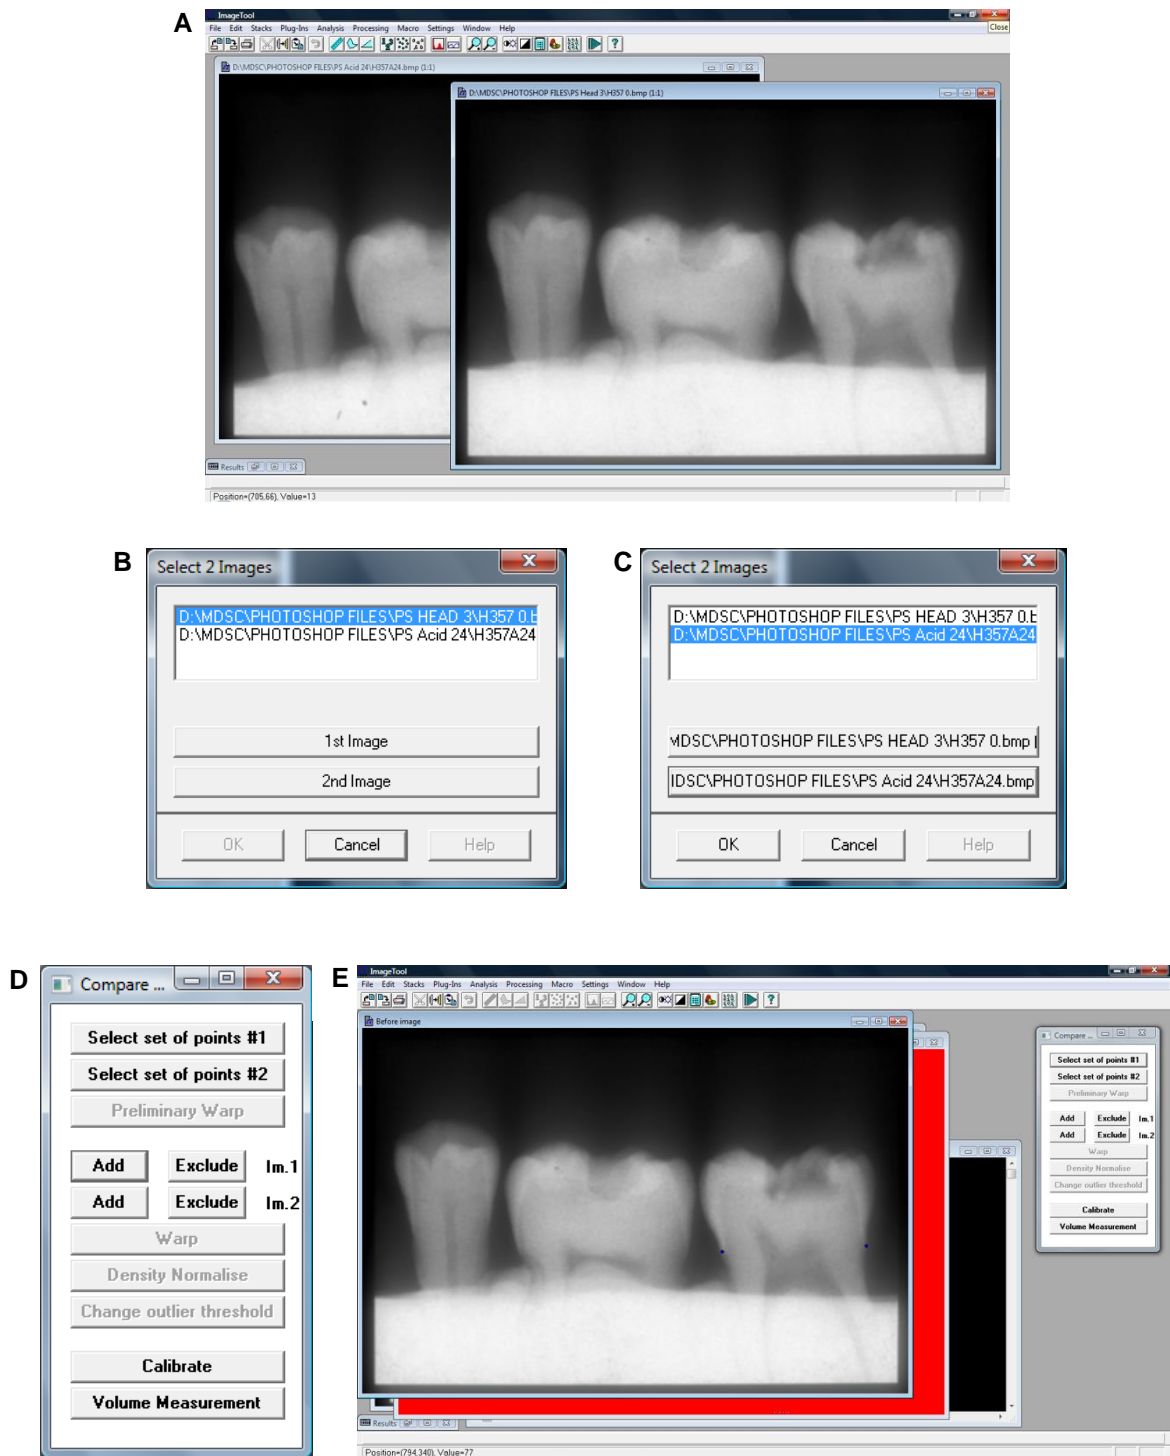 A
ImageTool
File Edit Stacks Plug-Ins Analysis Processing Macro Settings Window Help
Close
D:\MDSC\PHOTOSHOP FILES\PS Acid 24\H357A24.bmp (1:1)
D:\MDSC\PHOTOSHOP FILES\PS Head 3\H357 0.bmp (1:1)
Results
Position=(705,66), Value=13
B
Select 2 Images
D:\MDSC\PHOTOSHOP FILES\PS HEAD 3\H357 0.b
D:\MDSC\PHOTOSHOP FILES\PS Acid 24\H357A24
1st Image
2nd Image
OK Cancel Help
C
Select 2 Images
D:\MDSC\PHOTOSHOP FILES\PS HEAD 3\H357 0.b
D:\MDSC\PHOTOSHOP FILES\PS Acid 24\H357A24
MDSC\PHOTOSHOP FILES\PS HEAD 3\H357 0.bmp
IDSC\PHOTOSHOP FILES\PS Acid 24\H357A24.bmp
OK Cancel Help
D
Compare ...
Select set of points #1
Select set of points #2
Preliminary Warp
Add Exclude Im.1
Add Exclude Im.2
Warp
Density Normalise
Change outlier threshold
Calibrate
Volume Measurement
E
ImageTool
File Edit Stacks Plug-Ins Analysis Processing Macro Settings Window Help
Before image
Compare ...
Select set of points #1
Select set of points #2
Preliminary Warp
Add Exclude Im.1
Add Exclude Im.2
Warp
Density Normalise
Change outlier threshold
Calibrate
Volume Measurement
Results
Position=(794,340), Value=77